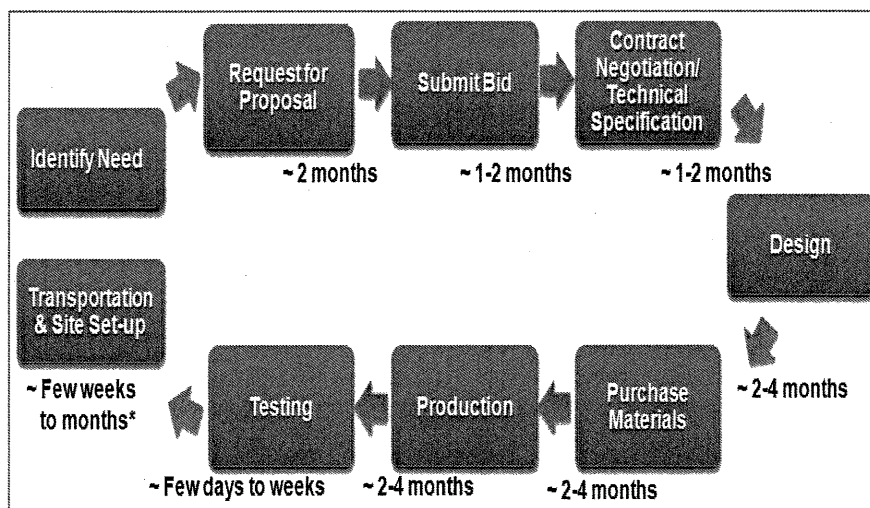 Identify Need
Request for
Proposal
~ 2 months
Submit Bid
~ 1-2 months
Contract
Negotiation/
Technical
Specification
~ 1-2 months
Design
~ 2-4 months
Purchase
Materials
~ 2-4 months
Production
~ 2-4 months
Testing
~ Few days to weeks
Transportation
& Site Set-up
~ Few weeks
to months*